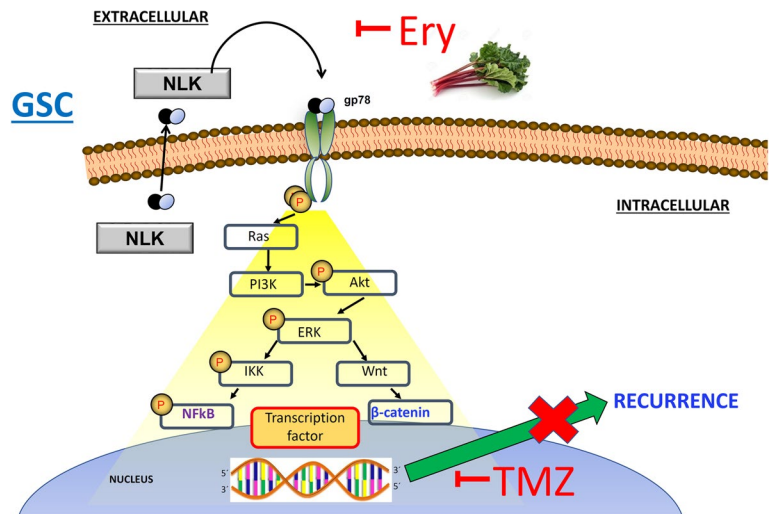 EXTRACELLULAR
Ery
NLK
gp78
GSC
INTRACELLULAR
NLK
P
Ras
P
PI3K
Akt
P
ERK
P
IKK
Wnt
P
NFkB
β-catenin
RECURRENCE
Transcription
factor
NUCLEUS
5´
3´
3´
5´
TMZ